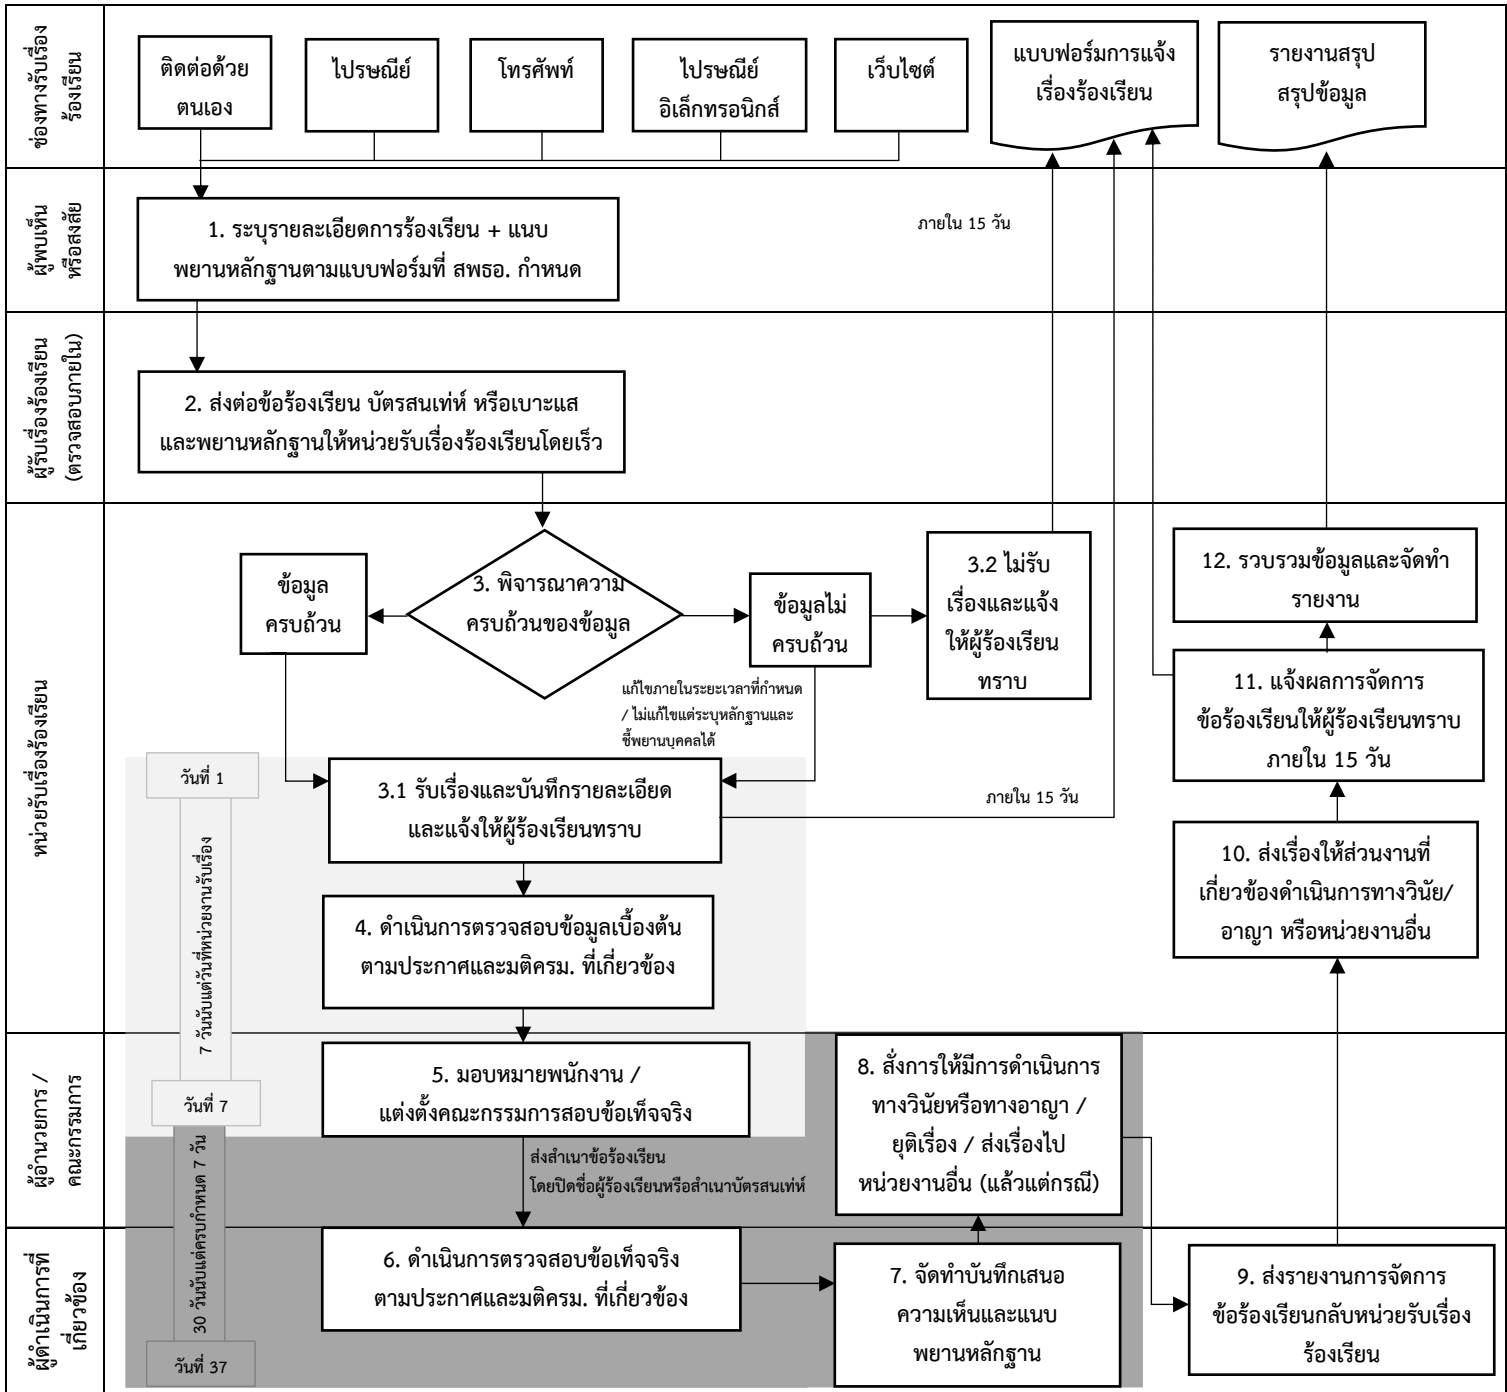 ช่องทางรับเรื่อง
ร้องเรียน
ติดต่อด้วย
ตนเอง
ไปรษณีย์
โทรศัพท์
ไปรษณีย์
อิเล็กทรอนิกส์
เว็บไซต์
แบบฟอร์มการแจ้ง
เรื่องร้องเรียน
รายงานสรุป
สรุปข้อมูล
ผู้พบเห็น
หรือสงสัย
1. ระบุรายละเอียดการร้องเรียน + แนบ
พยานหลักฐานตามแบบฟอร์มที่ สพธอ. กำหนด
ภายใน 15 วัน
ผู้รับเรื่องร้องเรียน
(ตรวจสอบภายใน)
2. ส่งต่อข้อร้องเรียน บัตรสนเท่ห์ หรือเบาะแส
และพยานหลักฐานให้หน่วยรับเรื่องร้องเรียนโดยเร็ว
หน่วยรับเรื่องร้องเรียน
ข้อมูล
ครบถ้วน
3. พิจารณาความ
ครบถ้วนของข้อมูล
ข้อมูลไม่
ครบถ้วน
3.2 ไม่รับ
เรื่องและแจ้ง
ให้ผู้ร้องเรียน
ทราบ
12. รวบรวมข้อมูลและจัดทำ
รายงาน
แก้ไขภายในระยะเวลาที่กำหนด
/ ไม่แก้ไขแต่ระบุหลักฐานและ
ชี้พยานบุคคลได้
11. แจ้งผลการจัดการ
ข้อร้องเรียนให้ผู้ร้องเรียนทราบ
ภายใน 15 วัน
วันที่ 1
3.1 รับเรื่องและบันทึกรายละเอียด
และแจ้งให้ผู้ร้องเรียนทราบ
ภายใน 15 วัน
7 วันนับแต่วันที่หน่วยงานรับเรื่อง
10. ส่งเรื่องให้ส่วนงานที่
เกี่ยวข้องดำเนินการทางวินัย/
อาญา หรือหน่วยงานอื่น
4. ดำเนินการตรวจสอบข้อมูลเบื้องต้น
ตามประกาศและมติครม. ที่เกี่ยวข้อง
ผู้อำนวยการ /
คณะกรรมการ
วันที่ 7
5. มอบหมายพนักงาน /
แต่งตั้งคณะกรรมการสอบข้อเท็จจริง
8. สั่งการให้มีการดำเนินการ
ทางวินัยหรือทางอาญา /
ยุติเรื่อง / ส่งเรื่องไป
หน่วยงานอื่น (แล้วแต่กรณี)
ส่งสำเนาข้อร้องเรียน
โดยปิดชื่อผู้ร้องเรียนหรือสำเนาบัตรสนเท่ห์
30 วันนับแต่ครบกำหนด 7 วัน
ผู้ดำเนินการที่
เกี่ยวข้อง
6. ดำเนินการตรวจสอบข้อเท็จจริง
ตามประกาศและมติครม. ที่เกี่ยวข้อง
7. จัดทำบันทึกเสนอ
ความเห็นและแนบ
พยานหลักฐาน
9. ส่งรายงานการจัดการ
ข้อร้องเรียนกลับหน่วยรับเรื่อง
ร้องเรียน
วันที่ 37